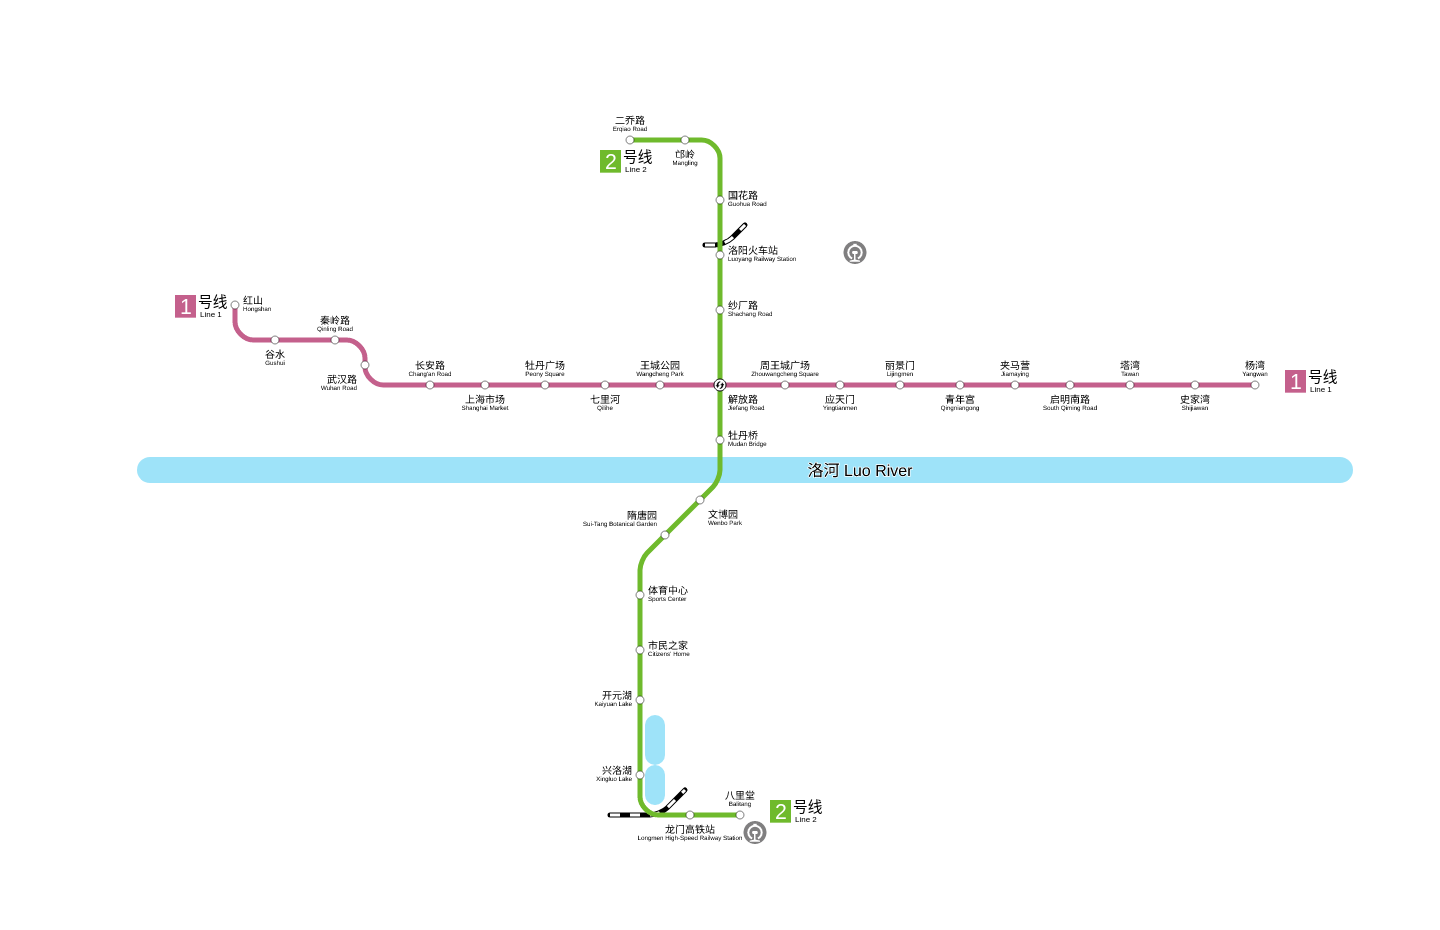 二乔路
Erqiao Road
2 号线
Line 2
邙岭
Mangling
国花路
Guohua Road
洛阳火车站
Luoyang Railway Station
纱厂路
Shachang Road
1 号线
Line 1
红山
Hongshan
谷水
Gushui
秦岭路
Qinling Road
武汉路
Wuhan Road
长安路
Chang'an Road
上海市场
Shanghai Market
牡丹广场
Peony Square
七里河
Qilihe
王城公园
Wangcheng Park
解放路
Jiefang Road
周王城广场
Zhouwangcheng Square
应天门
Yingtianmen
丽景门
Lijingmen
青年宫
Qingniangong
夹马营
Jiamaying
启明南路
South Qiming Road
塔湾
Tawan
史家湾
Shijiawan
杨湾
Yangwan
1 号线
Line 1
牡丹桥
Mudan Bridge
洛河 Luo River
文博园
Wenbo Park
隋唐园
Sui-Tang Botanical Garden
体育中心
Sports Center
市民之家
Citizens' Home
开元湖
Kaiyuan Lake
兴洛湖
Xingluo Lake
龙门高铁站
Longmen High-Speed Railway Station
八里堂
Balitang
2 号线
Line 2